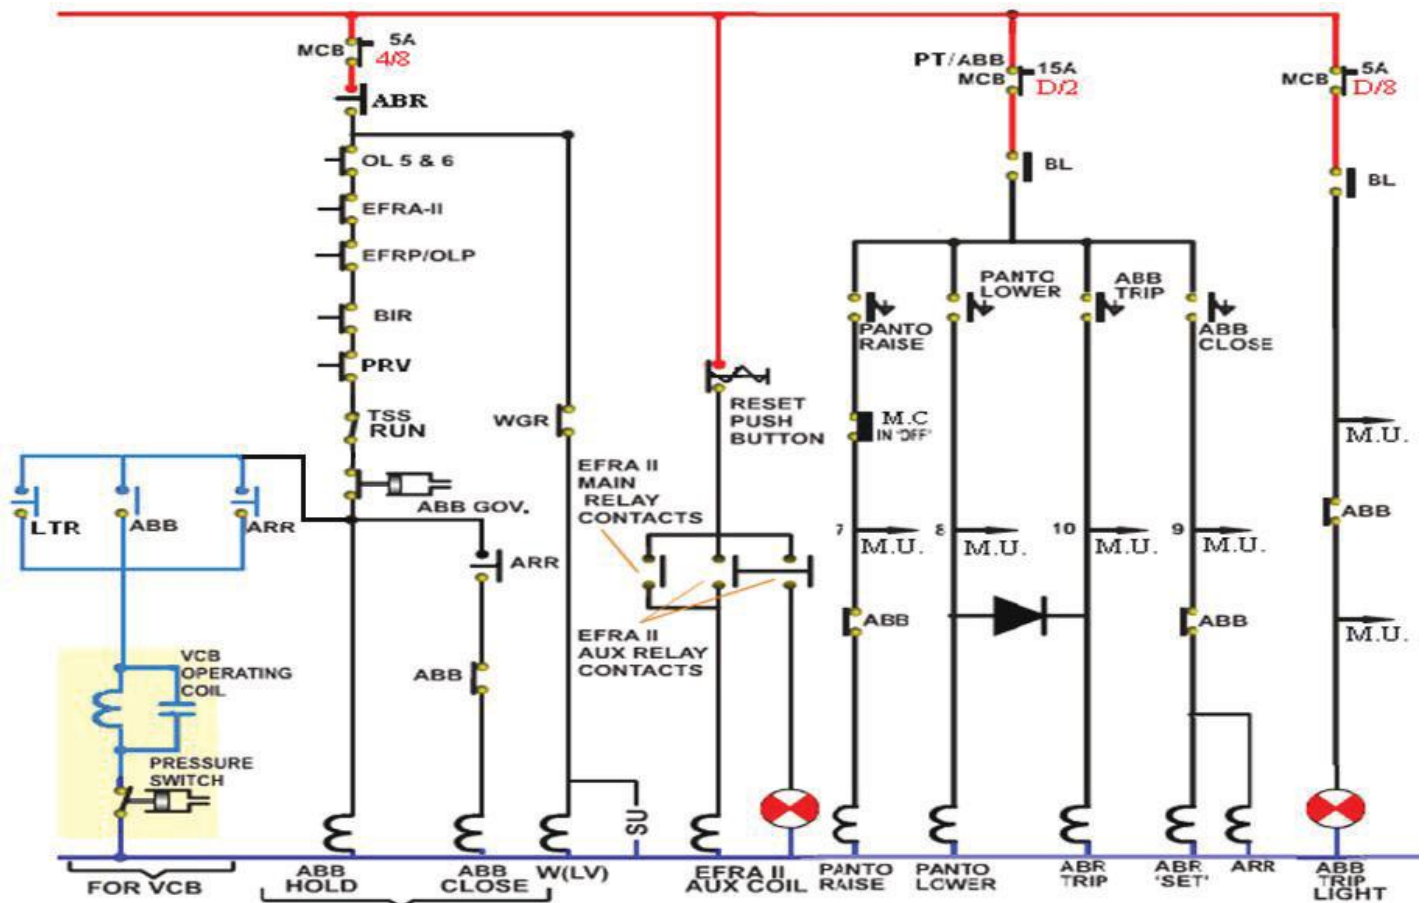 MCB
5A
4/8
ABR
OL 5 & 6
EFRA-II
EFRP/OLP
BIR
PRV
TSS
RUN
ABB GOV.
LTR
ABB
ARR
ARR
ABB
VCB
OPERATING
COIL
PRESSURE
SWITCH
FOR VCB
ABB
HOLD
ABB
CLOSE
WGR
W(LV)
SU
RESET
PUSH
BUTTON
EFRA II
MAIN
RELAY
CONTACTS
EFRA II
AUX RELAY
CONTACTS
EFRA II
AUX COIL
PT/ABB
MCB
15A
D/2
BL
PANTO
RAISE
PANTO
LOWER
ABB
TRIP
ABB
CLOSE
M.C
IN 'OFF'
7
M.U.
8
M.U.
10
M.U.
9
M.U.
ABB
ABB
PANTO
RAISE
PANTO
LOWER
ABR
TRIP
ABR
'SET'
ARR
MCB
5A
D/8
BL
M.U.
ABB
M.U.
ABB
TRIP
LIGHT